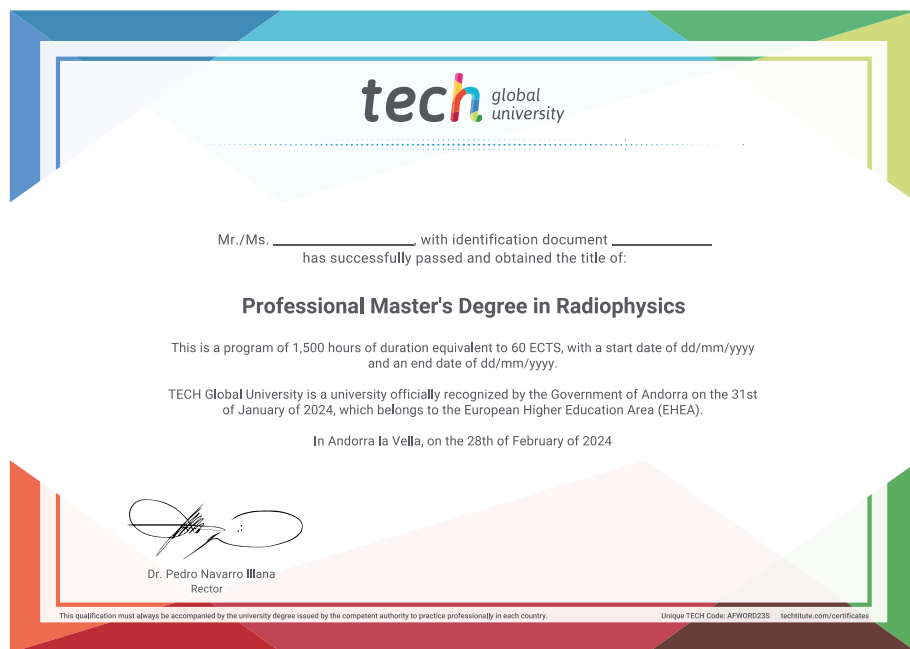 tech global
university
Mr./Ms. ____________________, with identification document ______________
has successfully passed and obtained the title of:
Professional Master's Degree in Radiophysics
This is a program of 1,500 hours of duration equivalent to 60 ECTS, with a start date of dd/mm/yyyy
and an end date of dd/mm/yyyy.
TECH Global University is a university officially recognized by the Government of Andorra on the 31st
of January of 2024, which belongs to the European Higher Education Area (EHEA).
In Andorra la Vella, on the 28th of February of 2024
Dr. Pedro Navarro Illana
Rector
This qualification must always be accompanied by the university degree issued by the competent authority to practice professionally in each country.
Unique TECH Code: AFWORD23S techtitute.com/certificates